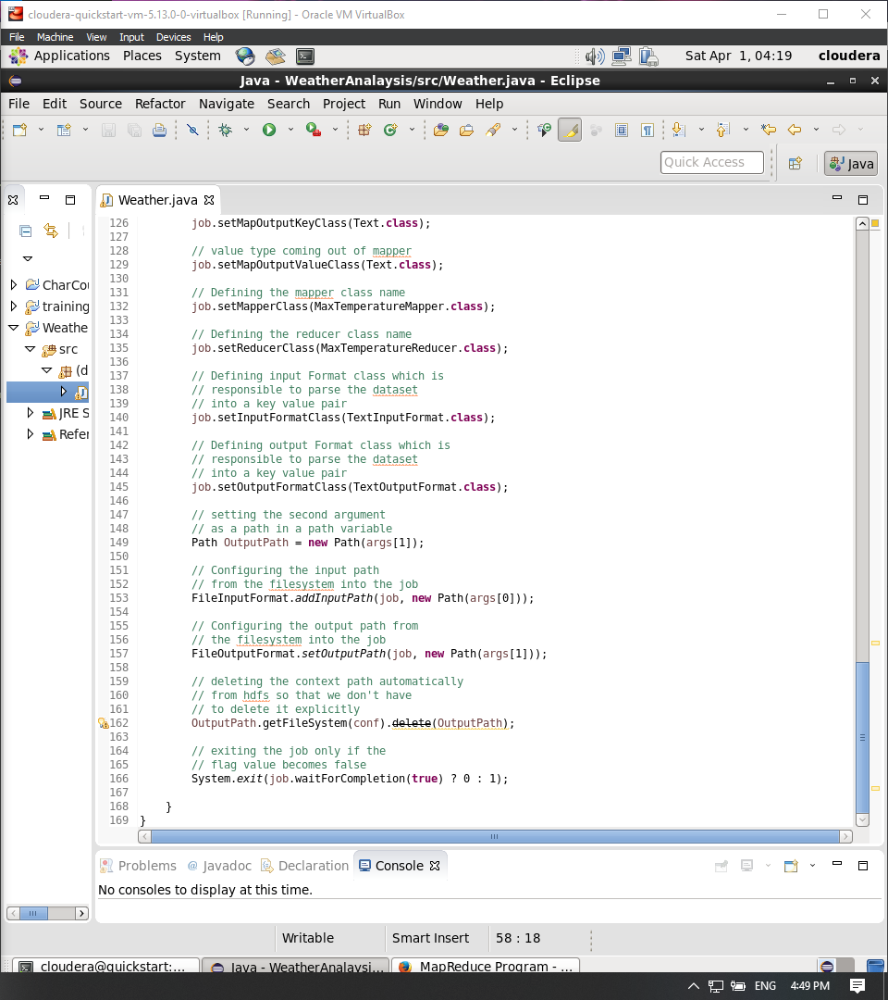 cloudera-quickstart-vm-5.13.0-0-virtualbox [Running] - Oracle VM VirtualBox
File Machine View Input Devices Help
Applications Places System Sat Apr 1, 04:19 cloudera
Java - WeatherAnalaysis/src/Weather.java - Eclipse
File Edit Source Refactor Navigate Search Project Run Window Help
Quick Access Java
Weather.java
CharCou
training
Weathe
src
(d
J
JRE S
Refer
126 job.setMapOutputKeyClass(Text.class);
127
128 // value type coming out of mapper
129 job.setMapOutputValueClass(Text.class);
130
131 // Defining the mapper class name
132 job.setMapperClass(MaxTemperatureMapper.class);
133
134 // Defining the reducer class name
135 job.setReducerClass(MaxTemperatureReducer.class);
136
137 // Defining input Format class which is
138 // responsible to parse the dataset
139 // into a key value pair
140 job.setInputFormatClass(TextInputFormat.class);
141
142 // Defining output Format class which is
143 // responsible to parse the dataset
144 // into a key value pair
145 job.setOutputFormatClass(TextOutputFormat.class);
146
147 // setting the second argument
148 // as a path in a path variable
149 Path OutputPath = new Path(args[1]);
150
151 // Configuring the input path
152 // from the filesystem into the job
153 FileInputFormat.addInputPath(job, new Path(args[0]));
154
155 // Configuring the output path from
156 // the filesystem into the job
157 FileOutputFormat.setOutputPath(job, new Path(args[1]));
158
159 // deleting the context path automatically
160 // from hdfs so that we don't have
161 // to delete it explicitly
162 OutputPath.getFileSystem(conf).delete(OutputPath);
163
164 // exiting the job only if the
165 // flag value becomes false
166 System.exit(job.waitForCompletion(true) ? 0 : 1);
167
168 }
169 }
Problems @ Javadoc Declaration Console
No consoles to display at this time.
Writable Smart Insert 58 : 18
cloudera@quickstart:... Java - WeatherAnalaysi... MapReduce Program - ...
ENG 4:49 PM